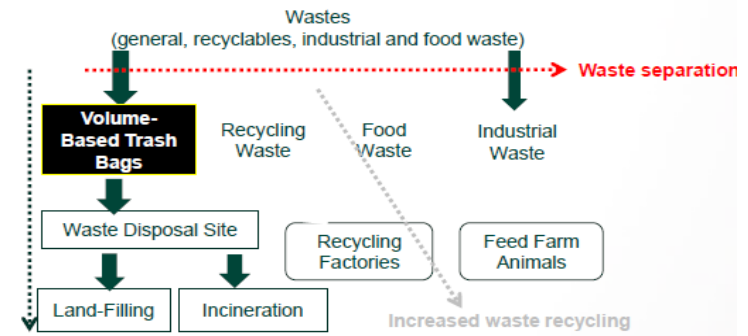 Wastes
(general, recyclables, industrial and food waste)
Waste separation
Volume-
Based Trash
Bags
Recycling
Waste
Food
Waste
Industrial
Waste
Waste Disposal Site
Recycling
Factories
Feed Farm
Animals
Land-Filling
Incineration
Increased waste recycling